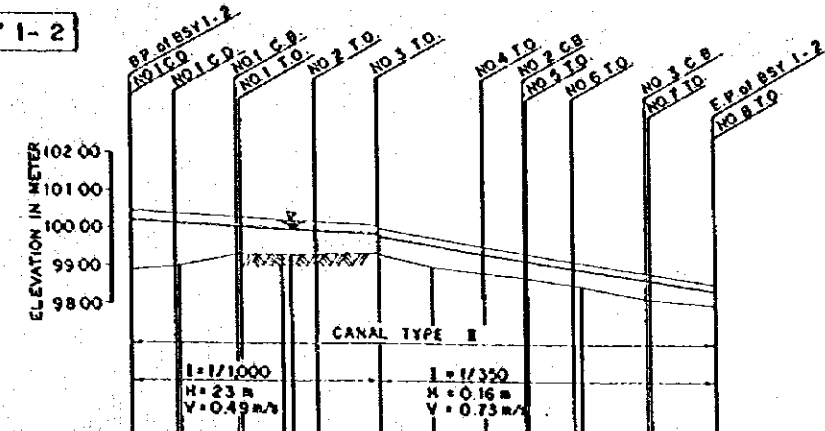 1-2
B.P. of BSY 1-2
NO 1 C.D.
NO 1 C.D.
NO 1 C.B.
NO 1 T.O.
NO 2 T.O.
NO 3 T.O.
NO 4 T.O.
NO 2 C.B.
NO 5 T.O.
NO 6 T.O.
NO 3 C.B.
NO 7 T.O.
E.P. of BSY 1-2
NO 8 T.O.
ELEVATION IN METER
102 00
101 00
100 00
99 00
98 00
CANAL TYPE II
I = 1/1,000
H = 23 m
V = 0.49 m/s
I = 1/350
H = 0.16 m
V = 0.73 m/s